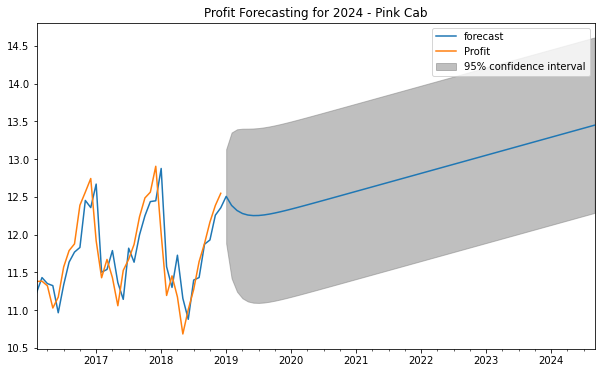 Profit Forecasting for 2024 - Pink Cab
forecast
Profit
95% confidence interval
14.5
14.0
13.5
13.0
12.5
12.0
11.5
11.0
10.5
2017 2018 2019 2020 2021 2022 2023 2024